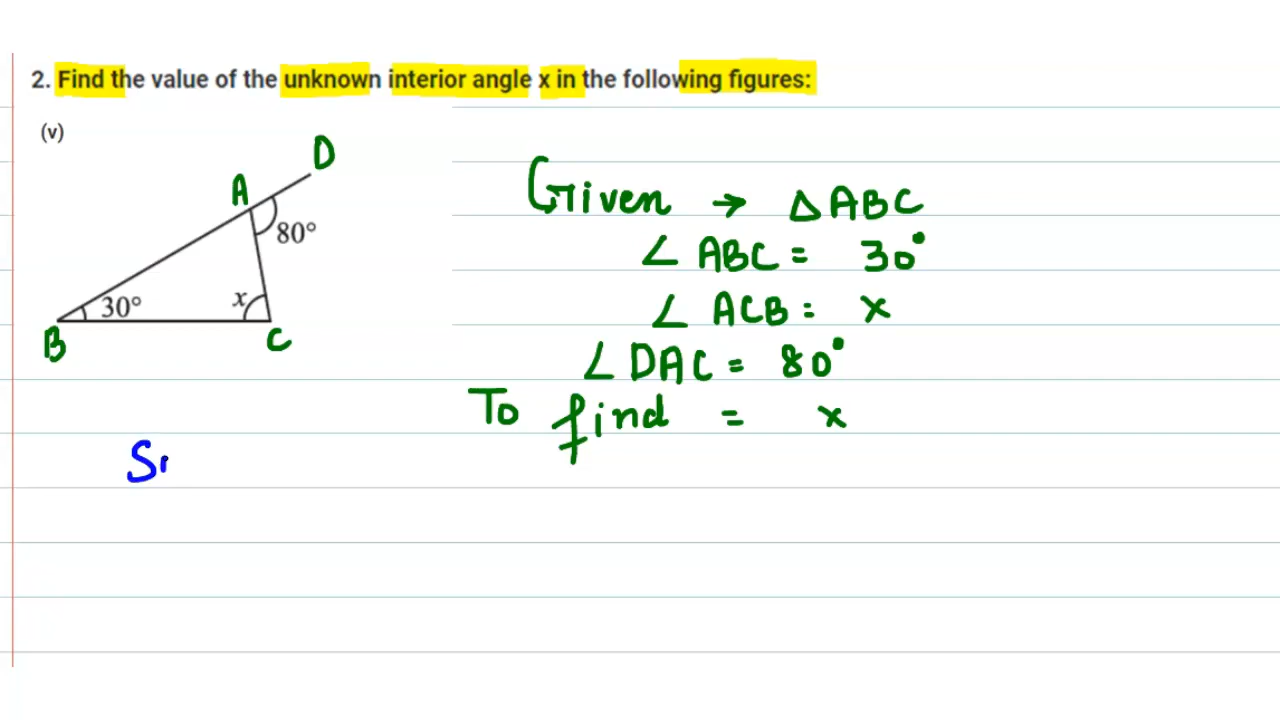 2. Find the value of the unknown interior angle x in the following figures:
(v)
D
A
80°
30°
x
B
C
Given → △ABC
∠ ABC = 30°
∠ ACB = x
∠ DAC = 80°
To find = x